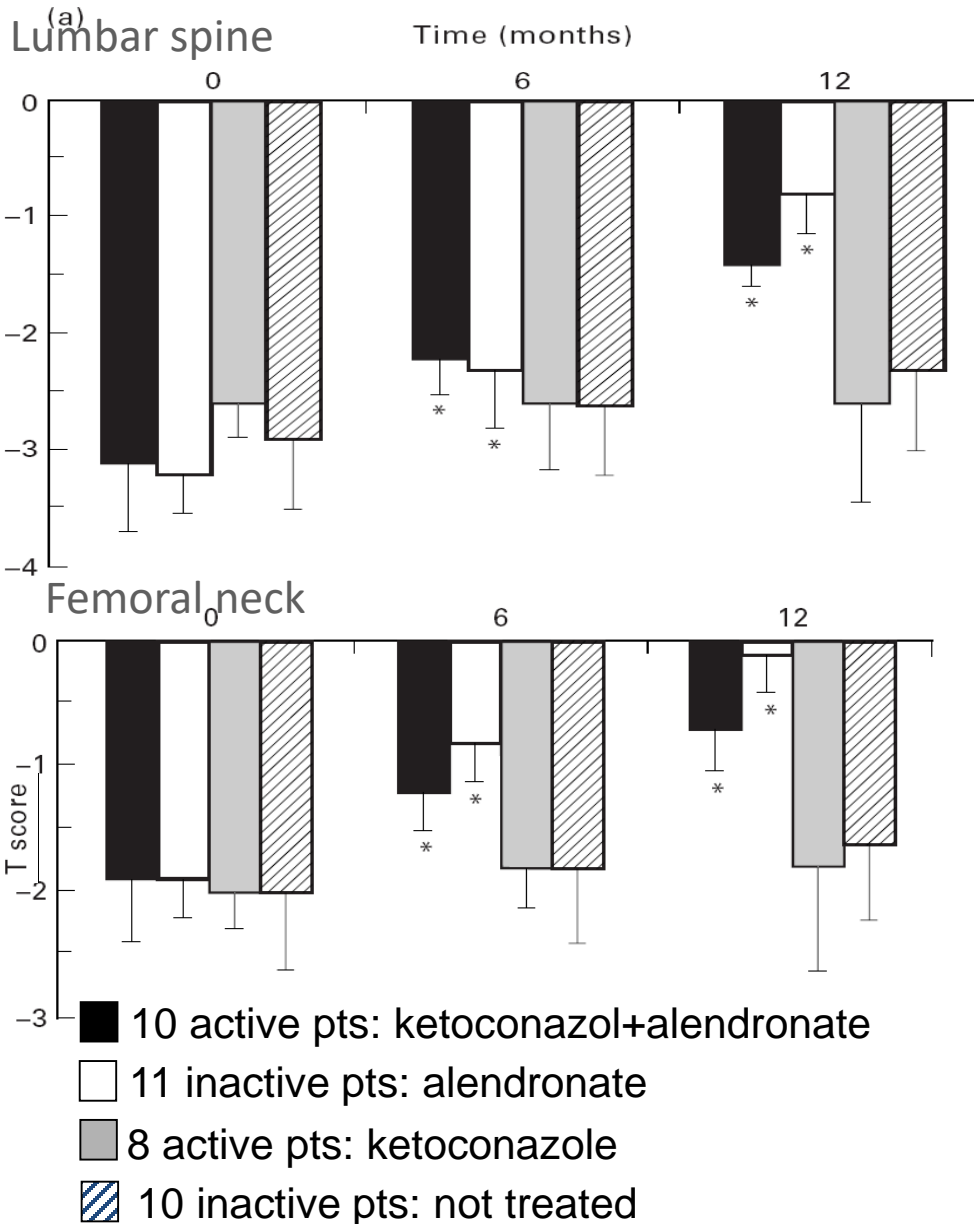 (a)
Lumbar spine
Time (months)
0 6 12
0
−1
−2
−3
−4
Femoral neck
0 6 12
0
−1
−2
−3
T score
* * * *
* * * *
10 active pts: ketoconazol+alendronate
11 inactive pts: alendronate
8 active pts: ketoconazole
10 inactive pts: not treated